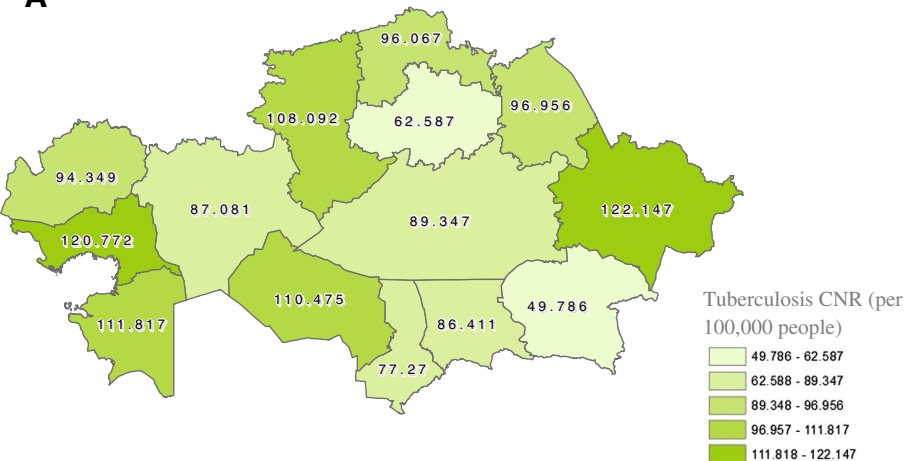 A
96.067
108.092
62.587
96.956
94.349
87.081
89.347
122.147
120.772
110.475
49.786
111.817
86.411
77.27
Tuberculosis CNR (per
100,000 people)
49.786 - 62.587
62.588 - 89.347
89.348 - 96.956
96.957 - 111.817
111.818 - 122.147